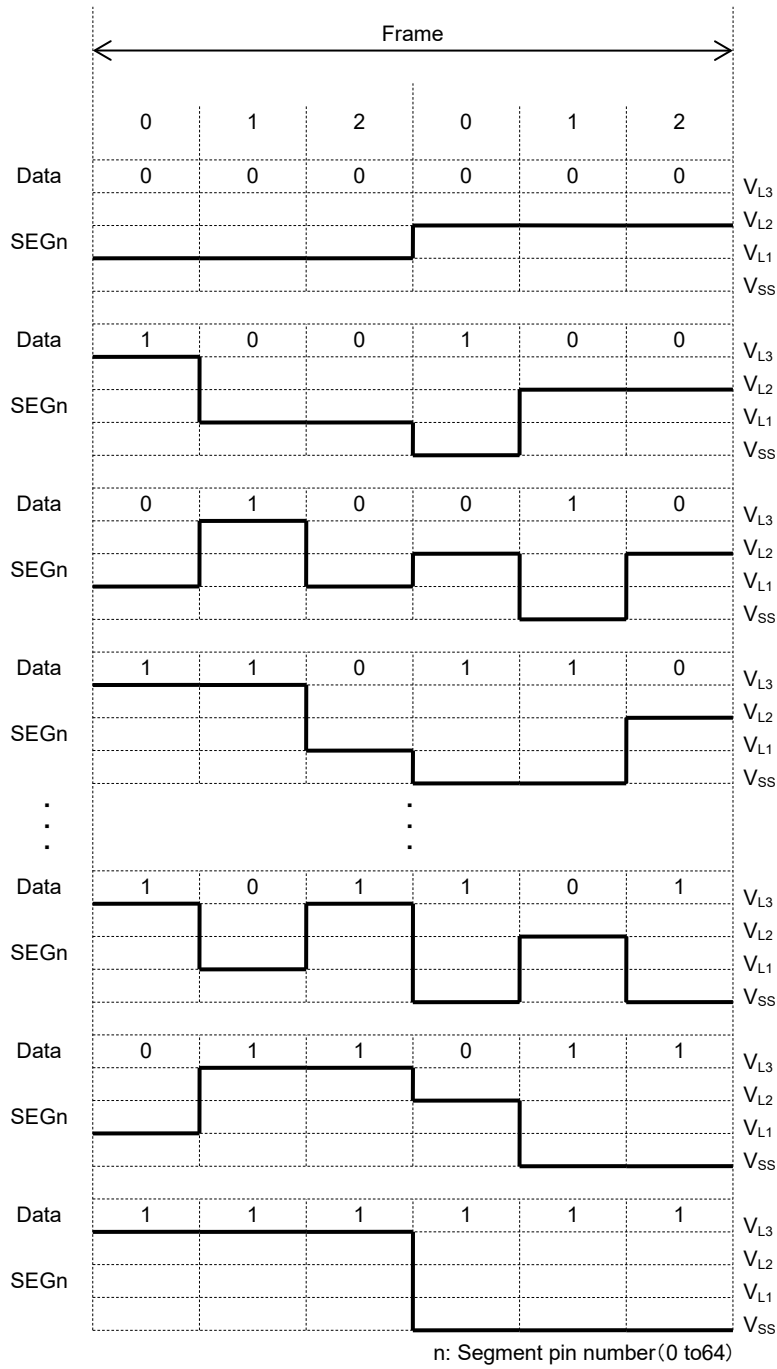 Frame
0 1 2 0 1 2
Data 0 0 0 0 0 0
VL3
VL2
SEGn
VL1
VSS
Data 1 0 0 1 0 0
VL3
VL2
SEGn
VL1
VSS
Data 0 1 0 0 1 0
VL3
VL2
SEGn
VL1
VSS
Data 1 1 0 1 1 0
VL3
VL2
SEGn
VL1
VSS
Data 1 0 1 1 0 1
VL3
VL2
SEGn
VL1
VSS
Data 0 1 1 0 1 1
VL3
VL2
SEGn
VL1
VSS
Data 1 1 1 1 1 1
VL3
VL2
SEGn
VL1
VSS
n: Segment pin number(0 to64)